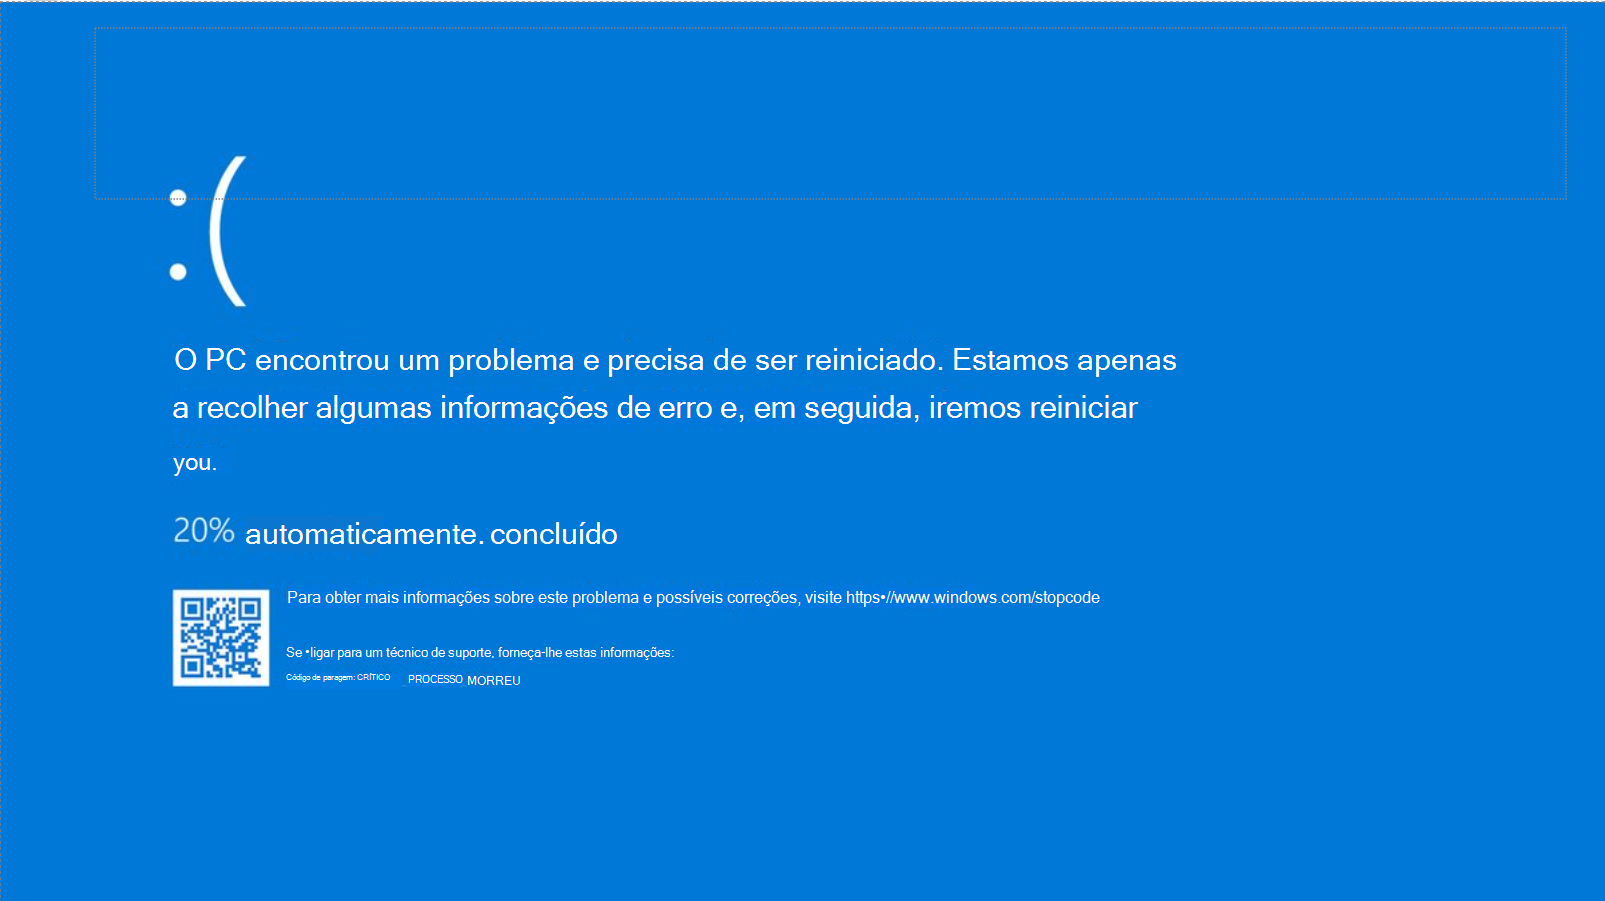 :(
O PC encontrou um problema e precisa de ser reiniciado. Estamos apenas
a recolher algumas informações de erro e, em seguida, iremos reiniciar
you.
20% automaticamente. concluído
Para obter mais informações sobre este problema e possíveis correções, visite https•//www.windows.com/stopcode
Se •ligar para um técnico de suporte, forneça-lhe estas informações:
Código de paragem: CRÍTICO _PROCESSO MORREU